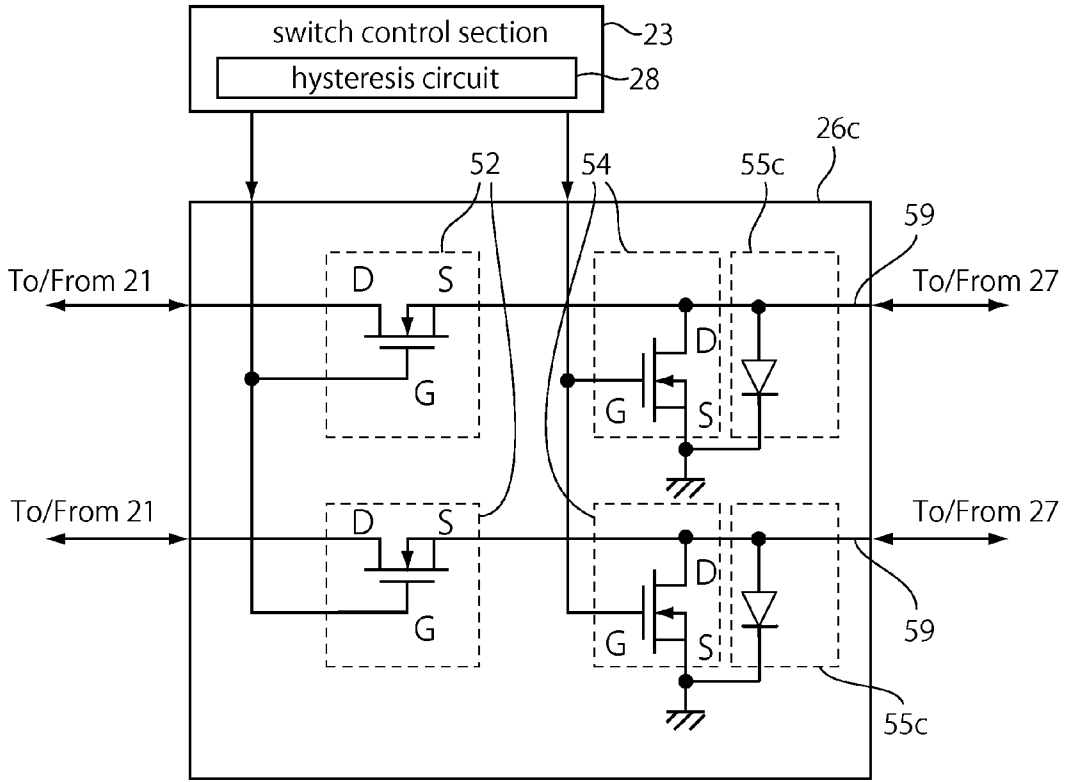 switch control section
23
hysteresis circuit
28
26c
52
54
55c
59
To/From 21
D
S
To/From 27
G
D
G
S
To/From 21
D
S
To/From 27
G
D
G
S
59
55c